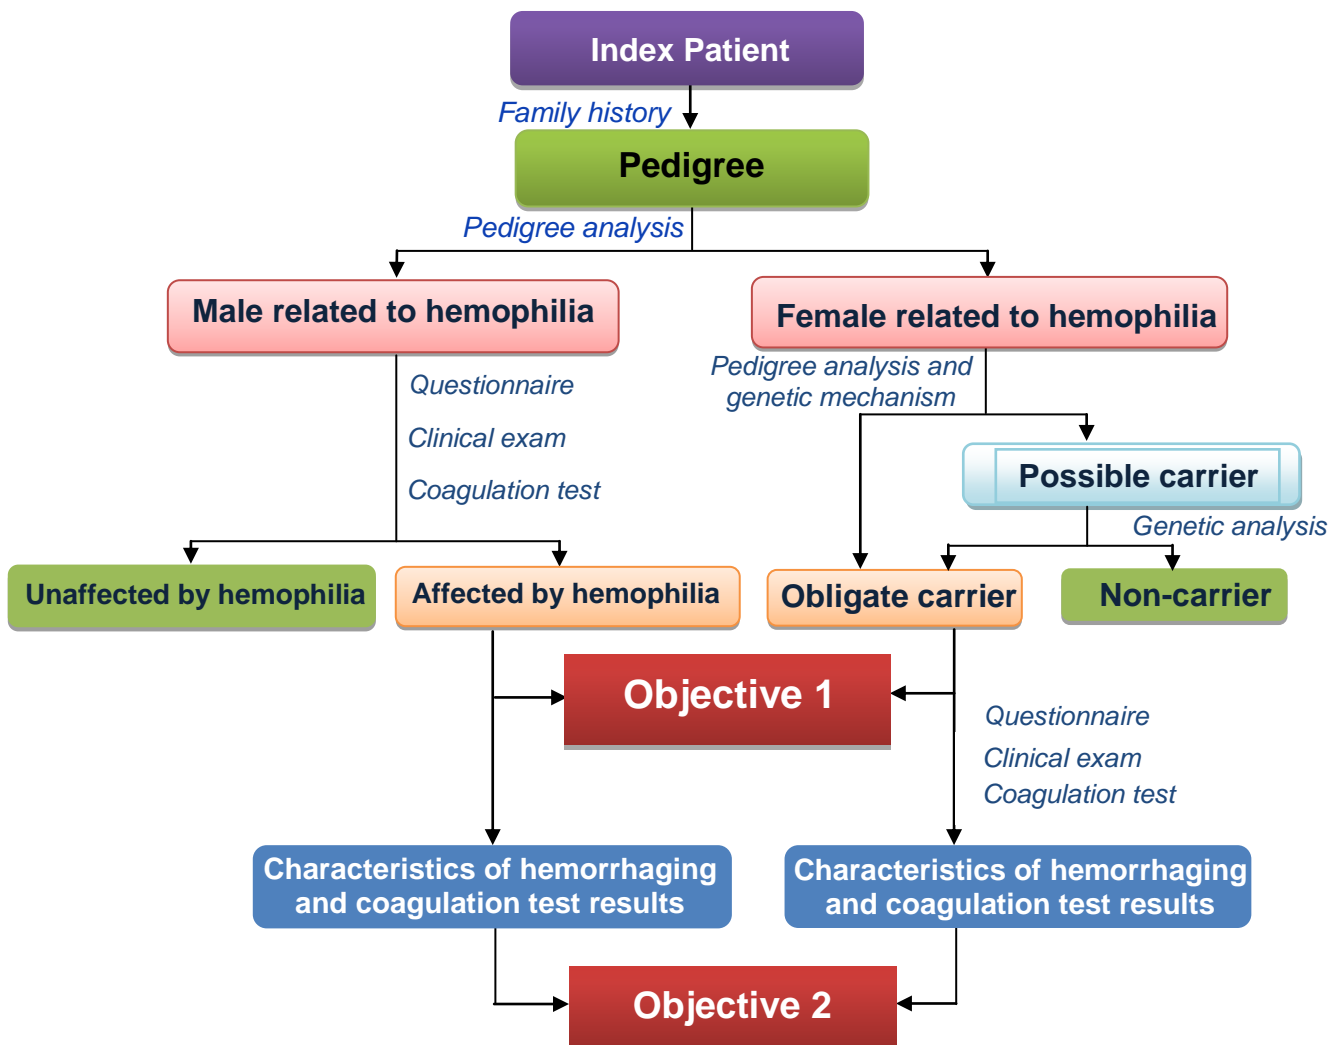 Index Patient
Family history
Pedigree
Pedigree analysis
Male related to hemophilia
Female related to hemophilia
Questionnaire
Clinical exam
Coagulation test
Pedigree analysis and
genetic mechanism
Possible carrier
Genetic analysis
Unaffected by hemophilia
Affected by hemophilia
Obligate carrier
Non-carrier
Objective 1
Questionnaire
Clinical exam
Coagulation test
Characteristics of hemorrhaging
and coagulation test results
Characteristics of hemorrhaging
and coagulation test results
Objective 2